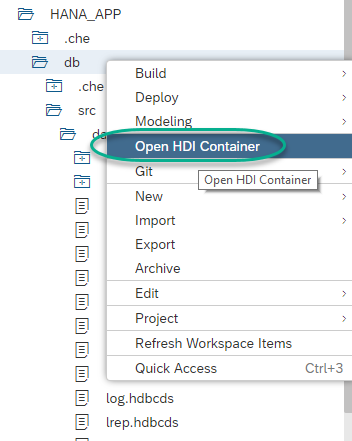 HANA_APP
.che
db
.che
src
Build
Deploy
Modeling
Open HDI Container
Git
Open HDI Container
New
Import
Export
Archive
Edit
Project
Refresh Workspace Items
Quick Access Ctrl+3
log.hdbcds
lrep.hdbcds